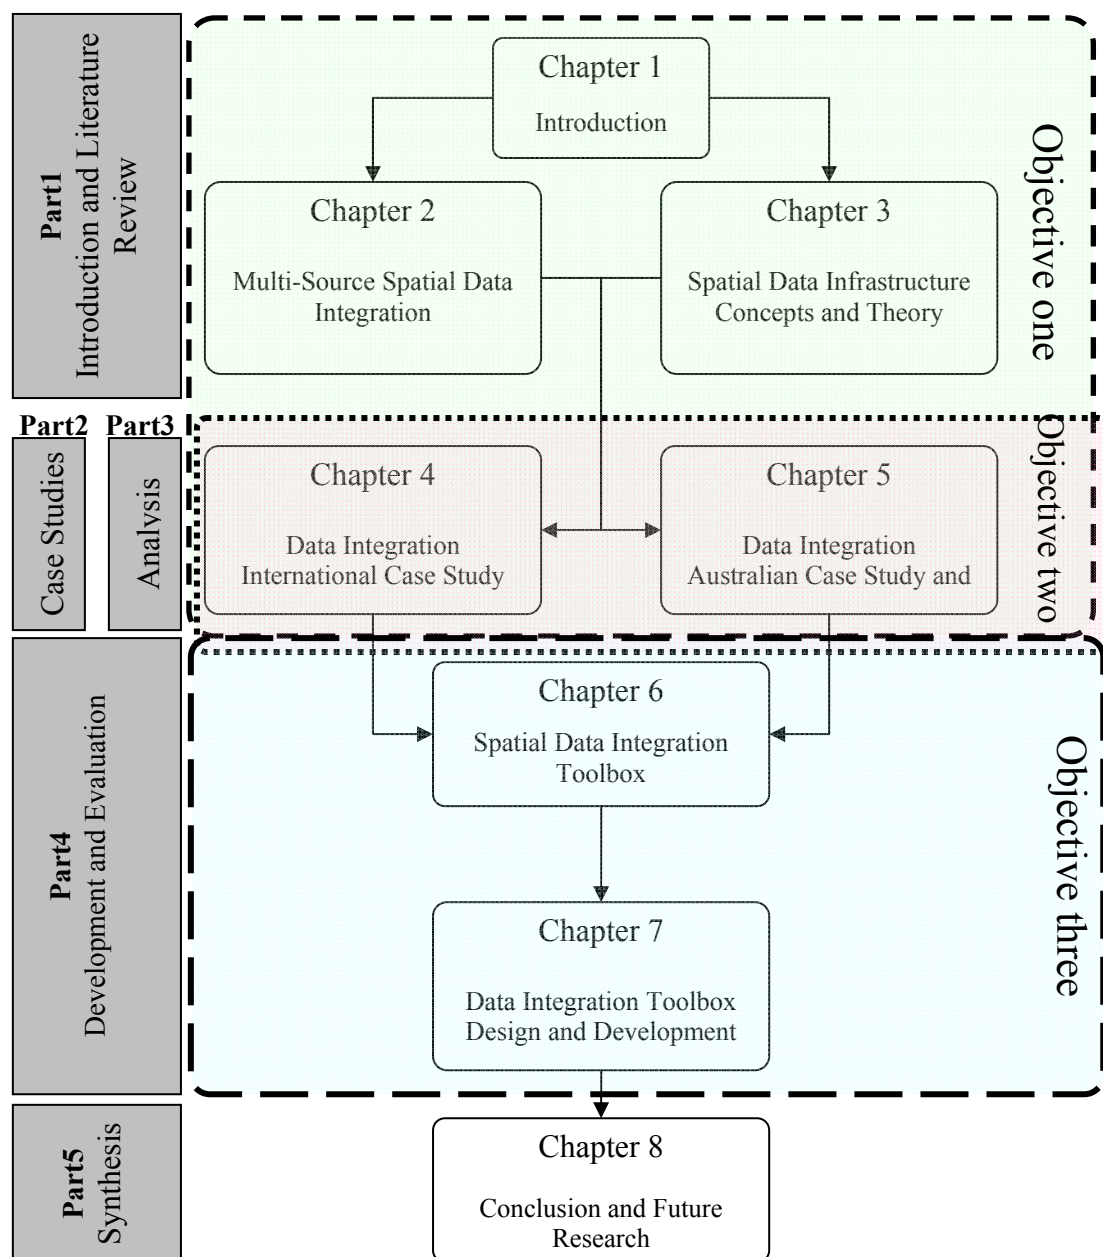 Part1
Introduction and Literature
Review
Chapter 1
Introduction
Chapter 2
Multi-Source Spatial Data
Integration
Chapter 3
Spatial Data Infrastructure
Concepts and Theory
Objective one
Part2
Case Studies
Part3
Analysis
Chapter 4
Data Integration
International Case Study
Chapter 5
Data Integration
Australian Case Study and
Objective two
Part4
Development and Evaluation
Chapter 6
Spatial Data Integration
Toolbox
Chapter 7
Data Integration Toolbox
Design and Development
Objective three
Part5
Synthesis
Chapter 8
Conclusion and Future
Research